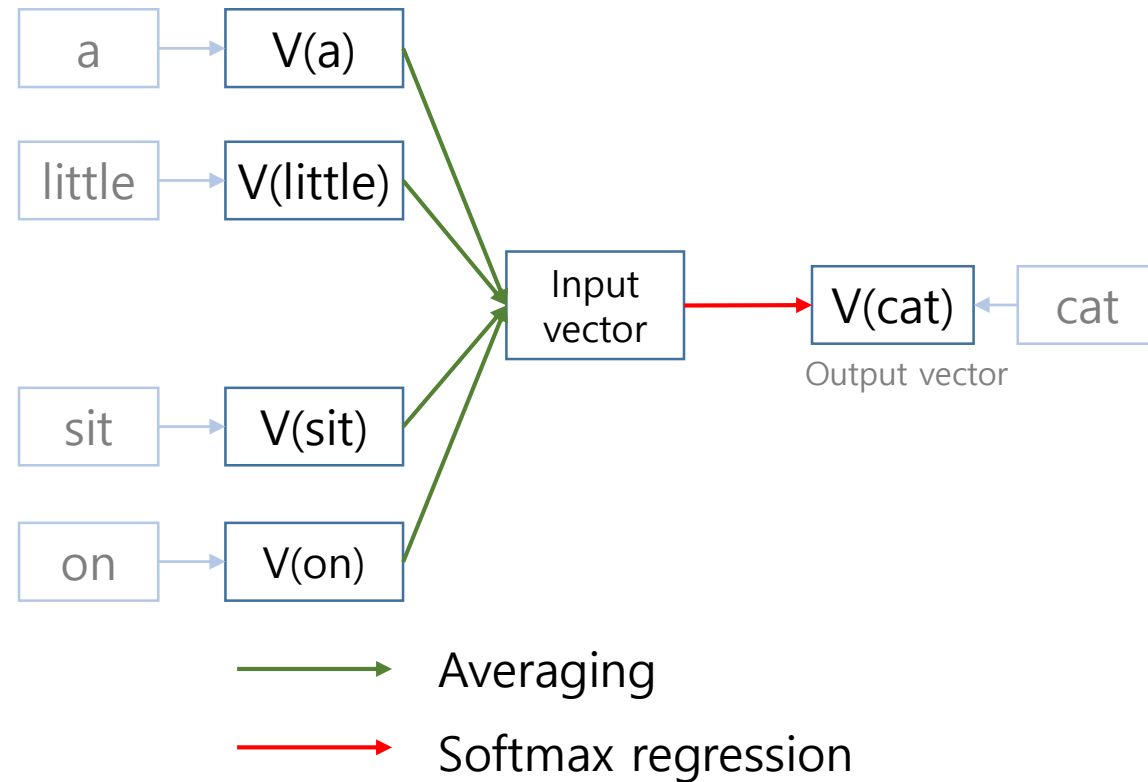 a
V(a)
little
V(little)
Input
vector
V(cat)
cat
Output vector
sit
V(sit)
on
V(on)
Averaging
Softmax regression